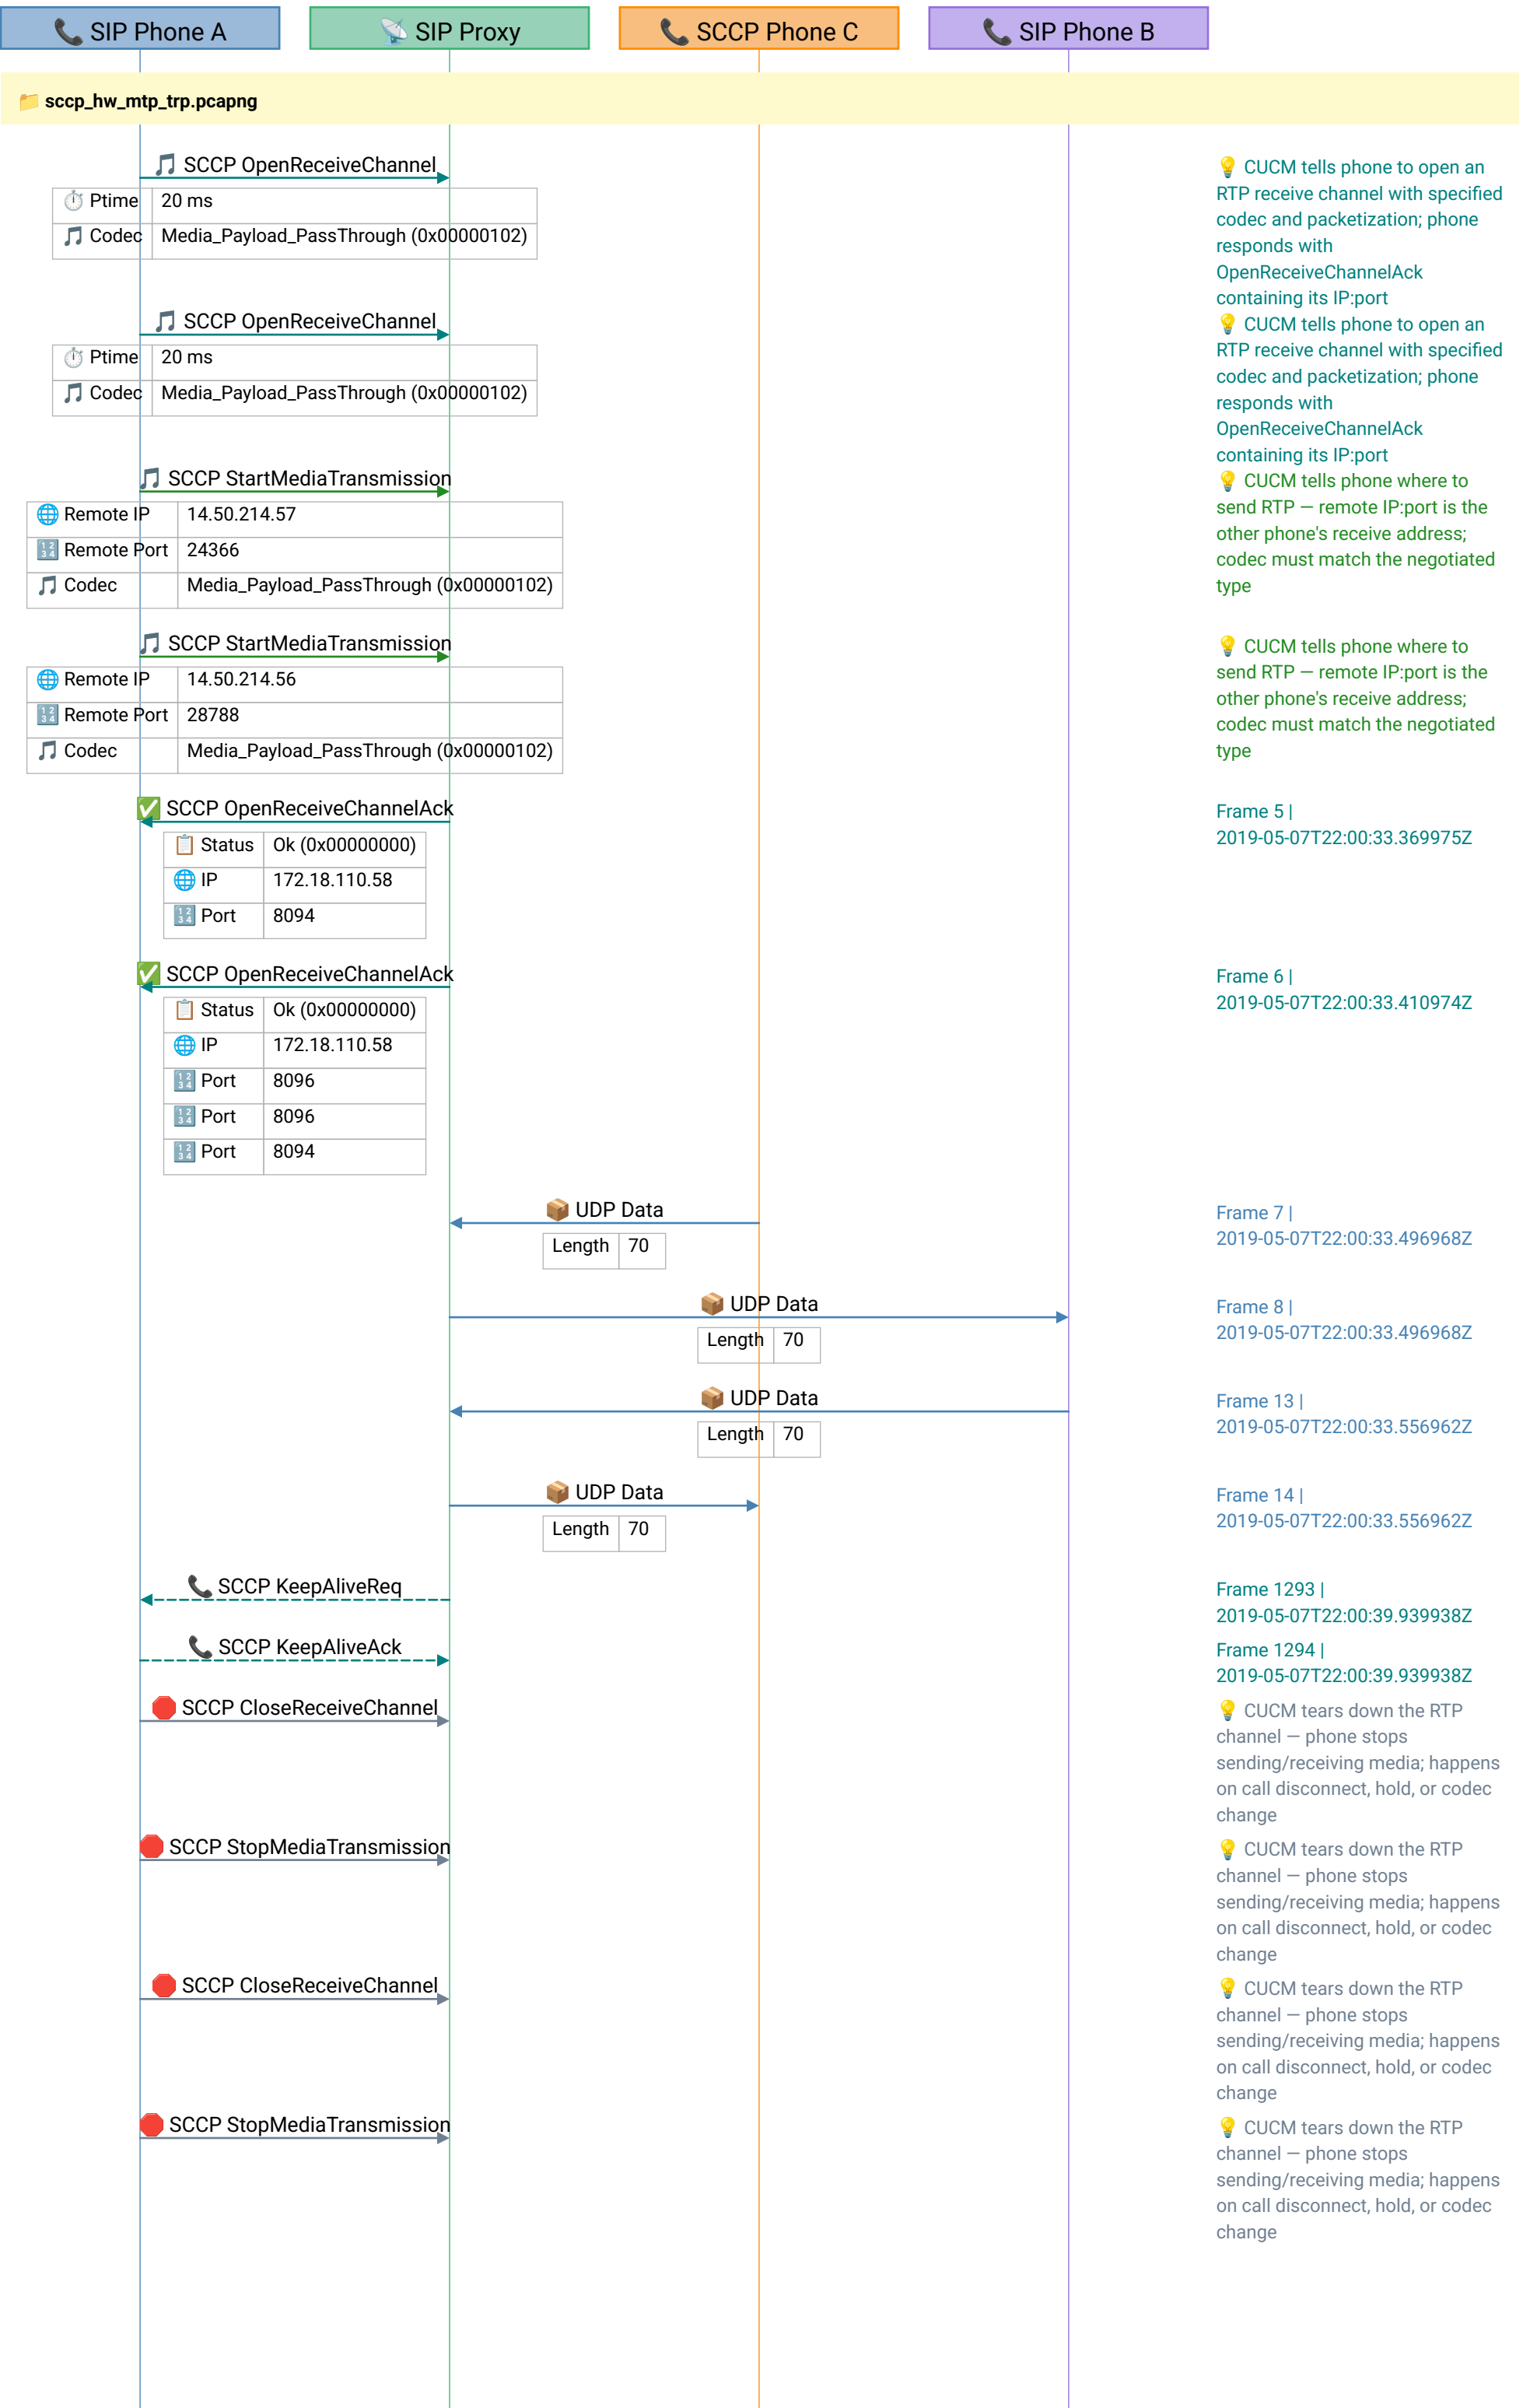 SIP Phone A
SIP Proxy
SCCP Phone C
SIP Phone B
sccp_hw_mtp_trp.pcapng
SCCP OpenReceiveChannel
Ptime 20 ms
Codec Media_Payload_PassThrough (0x00000102)
CUCM tells phone to open an
RTP receive channel with specified
codec and packetization; phone
responds with
OpenReceiveChannelAck
containing its IP:port
SCCP OpenReceiveChannel
Ptime 20 ms
Codec Media_Payload_PassThrough (0x00000102)
CUCM tells phone to open an
RTP receive channel with specified
codec and packetization; phone
responds with
OpenReceiveChannelAck
containing its IP:port
SCCP StartMediaTransmission
Remote IP 14.50.214.57
Remote Port 24366
Codec Media_Payload_PassThrough (0x00000102)
CUCM tells phone where to
send RTP — remote IP:port is the
other phone's receive address;
codec must match the negotiated
type
SCCP StartMediaTransmission
Remote IP 14.50.214.56
Remote Port 28788
Codec Media_Payload_PassThrough (0x00000102)
CUCM tells phone where to
send RTP — remote IP:port is the
other phone's receive address;
codec must match the negotiated
type
SCCP OpenReceiveChannelAck
Status Ok (0x00000000)
IP 172.18.110.58
Port 8094
Frame 5 |
2019-05-07T22:00:33.369975Z
SCCP OpenReceiveChannelAck
Status Ok (0x00000000)
IP 172.18.110.58
Port 8096
Port 8096
Port 8094
Frame 6 |
2019-05-07T22:00:33.410974Z
UDP Data
Length 70
Frame 7 |
2019-05-07T22:00:33.496968Z
UDP Data
Length 70
Frame 8 |
2019-05-07T22:00:33.496968Z
UDP Data
Length 70
Frame 13 |
2019-05-07T22:00:33.556962Z
UDP Data
Length 70
Frame 14 |
2019-05-07T22:00:33.556962Z
SCCP KeepAliveReq
Frame 1293 |
2019-05-07T22:00:39.939938Z
SCCP KeepAliveAck
Frame 1294 |
2019-05-07T22:00:39.939938Z
SCCP CloseReceiveChannel
CUCM tears down the RTP
channel — phone stops
sending/receiving media; happens
on call disconnect, hold, or codec
change
SCCP StopMediaTransmission
CUCM tears down the RTP
channel — phone stops
sending/receiving media; happens
on call disconnect, hold, or codec
change
SCCP CloseReceiveChannel
CUCM tears down the RTP
channel — phone stops
sending/receiving media; happens
on call disconnect, hold, or codec
change
SCCP StopMediaTransmission
CUCM tears down the RTP
channel — phone stops
sending/receiving media; happens
on call disconnect, hold, or codec
change